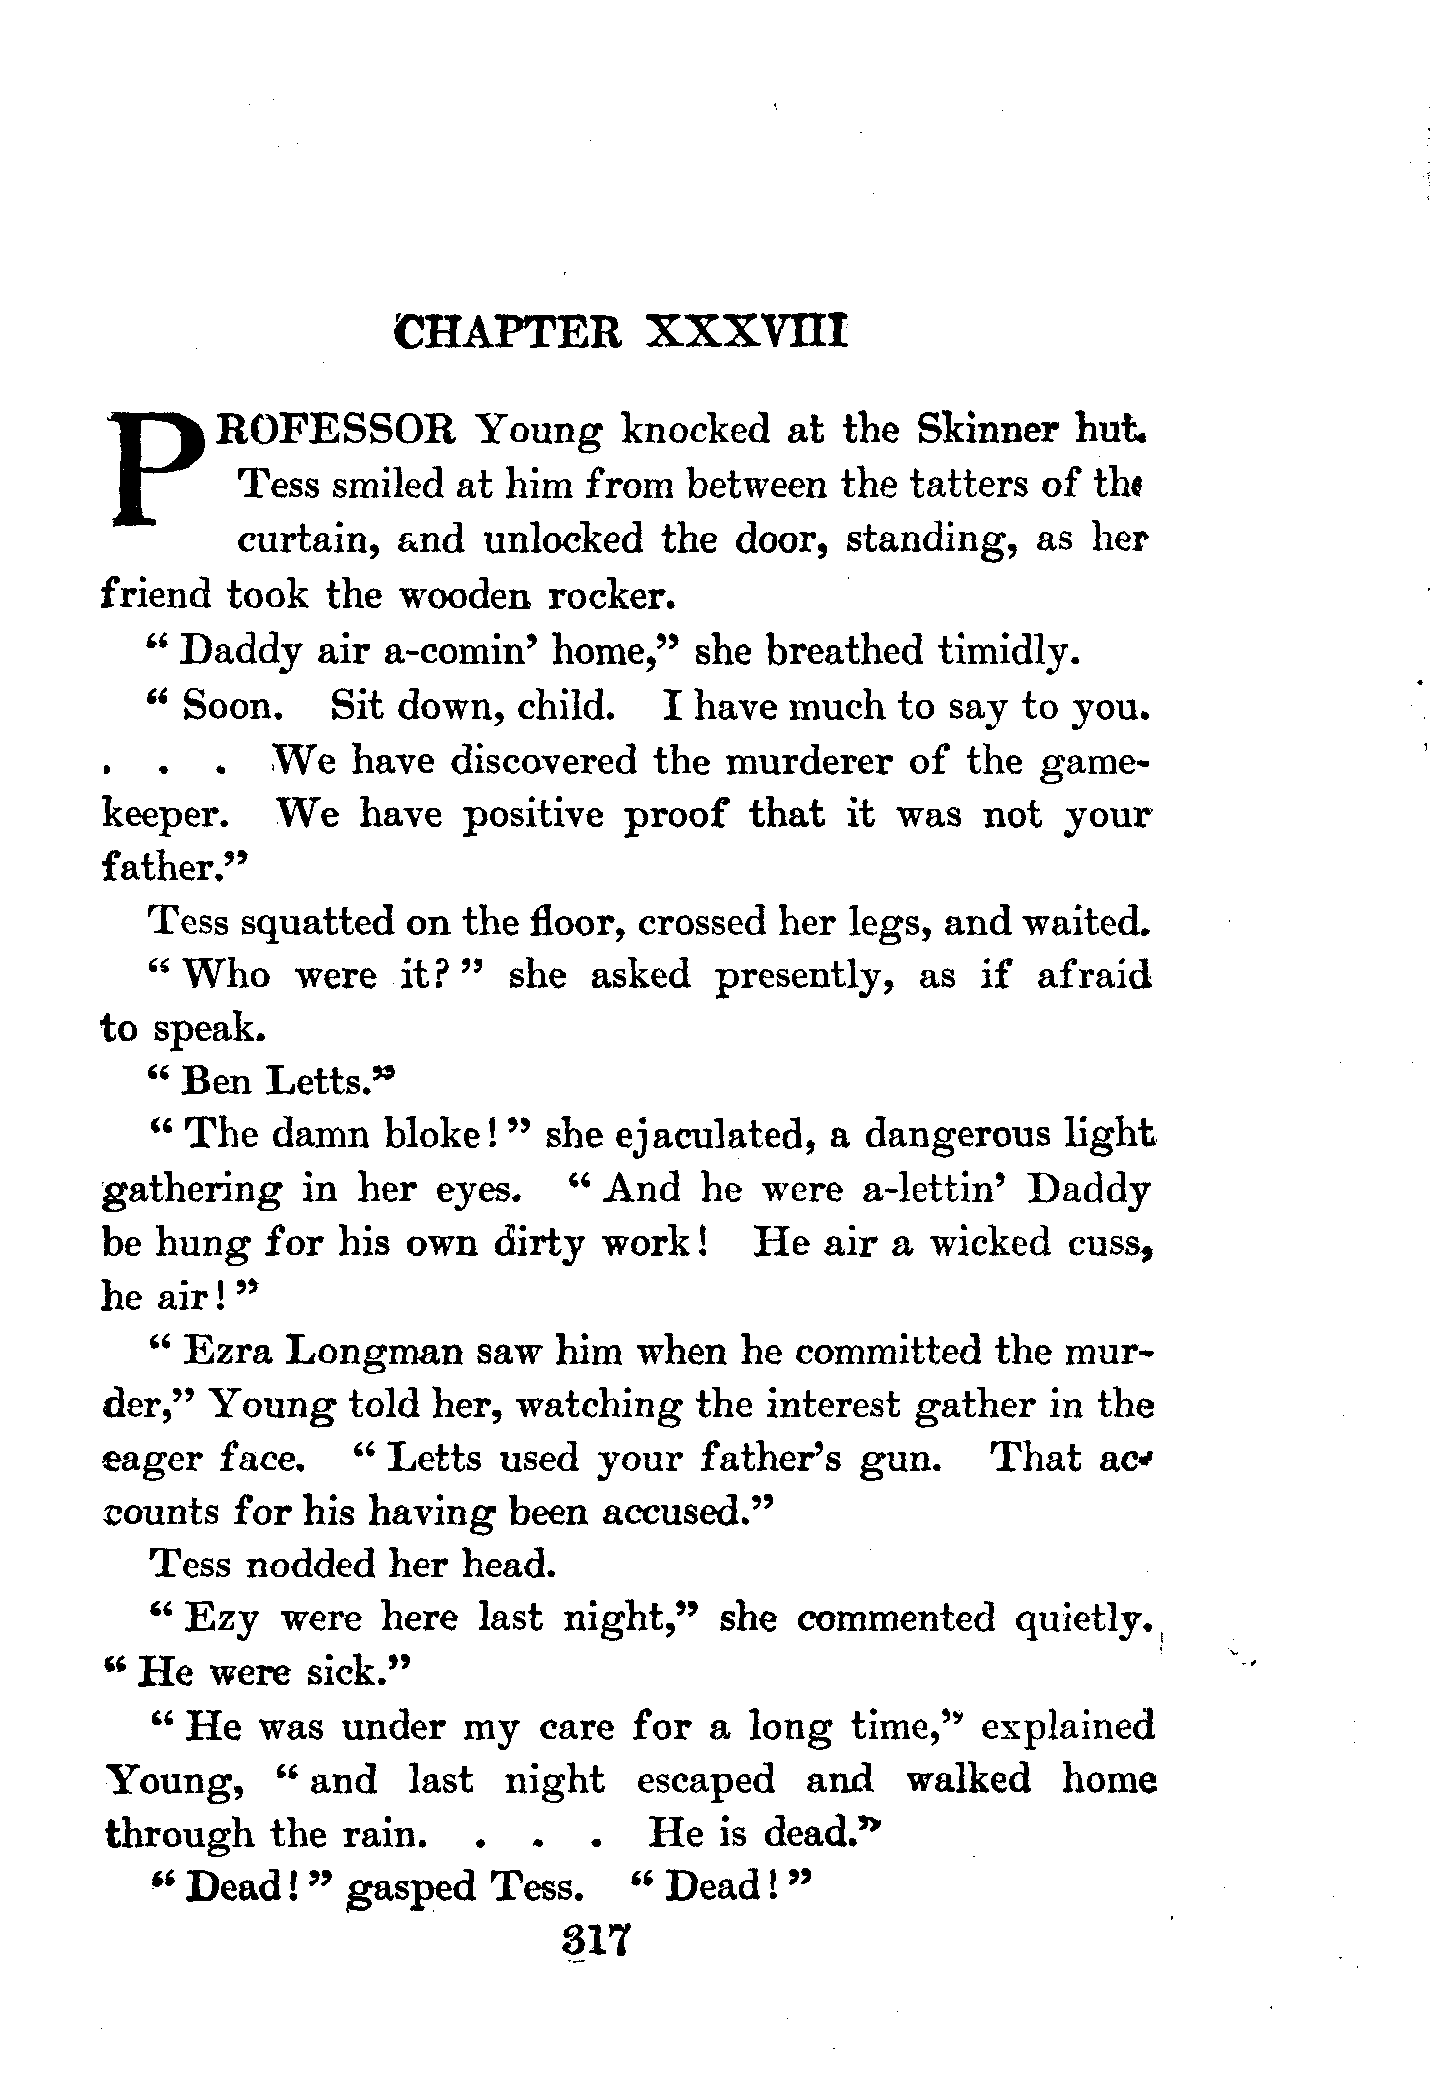 CHAPTER XXXVIII
PROFESSOR Young knocked at the Skinner hut.
Tess smiled at him from between the tatters of the
curtain, and unlocked the door, standing, as her
friend took the wooden rocker.
“ Daddy air a-comin’ home,” she breathed timidly.
“ Soon. Sit down, child. I have much to say to you.
. . . We have discovered the murderer of the game-
keeper. We have positive proof that it was not your
father.”
Tess squatted on the floor, crossed her legs, and waited.
“ Who were it? ” she asked presently, as if afraid
to speak.
“ Ben Letts.”
“ The damn bloke! ” she ejaculated, a dangerous light
gathering in her eyes. “ And he were a-lettin’ Daddy
be hung for his own dirty work! He air a wicked cuss,
he air! ”
“ Ezra Longman saw him when he committed the mur-
der,” Young told her, watching the interest gather in the
eager face. “ Letts used your father’s gun. That ac-
counts for his having been accused.”
Tess nodded her head.
“ Ezy were here last night,” she commented quietly.
“ He were sick.”
“ He was under my care for a long time,” explained
Young, “ and last night escaped and walked home
through the rain. . . . He is dead.”
“ Dead! ” gasped Tess. “ Dead! ”
317